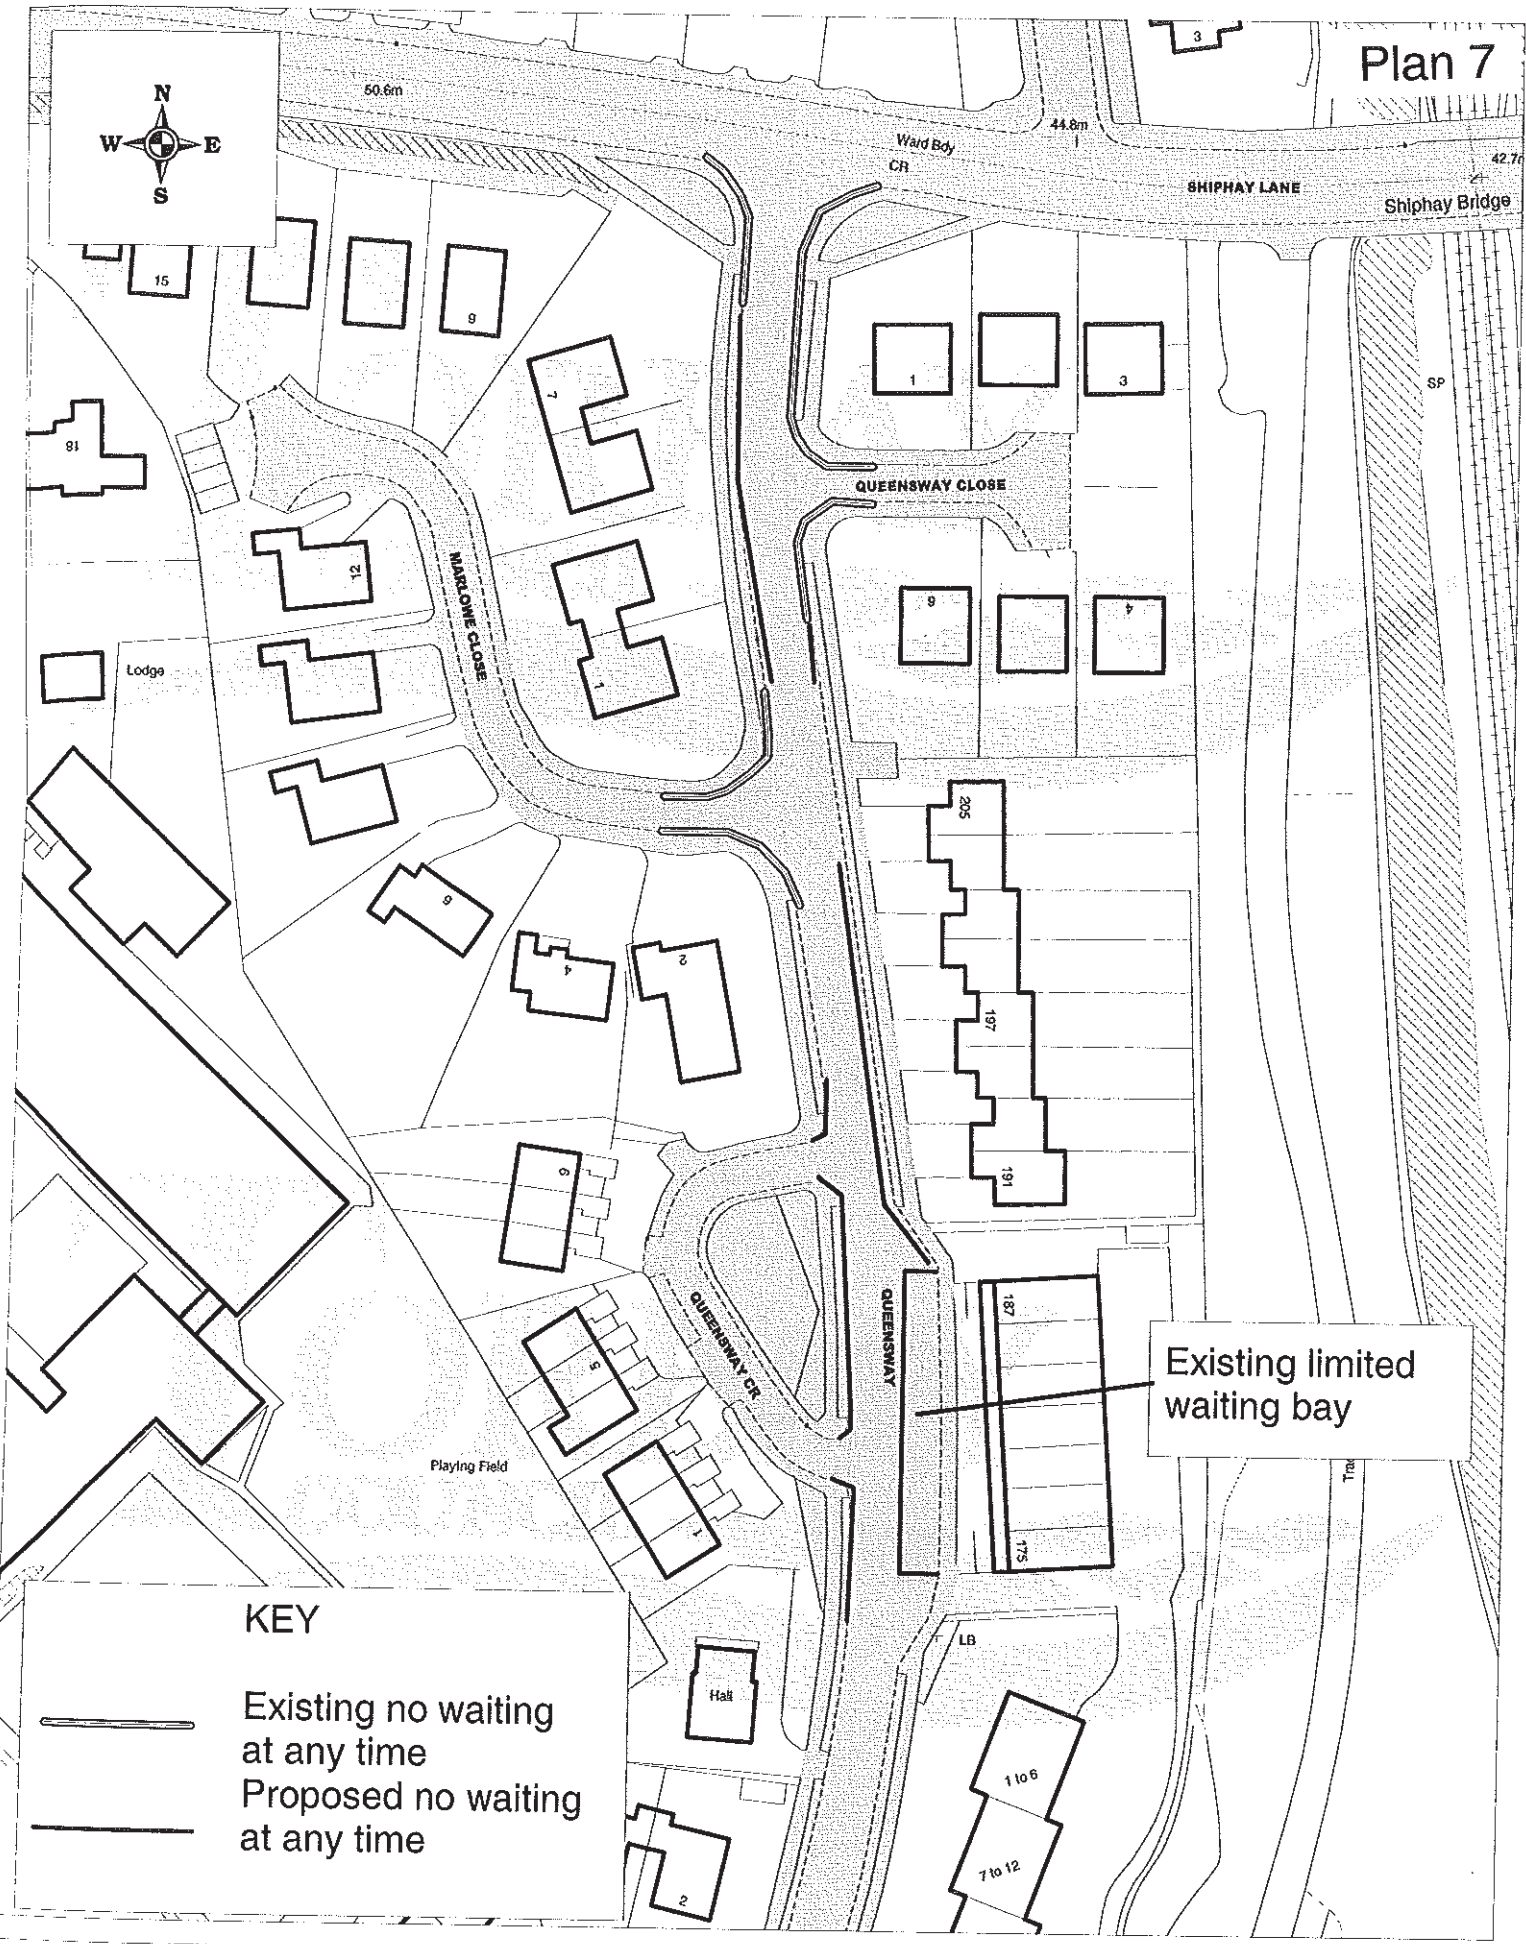 Plan 7
N
W E
S
3
50.6m
44.8m
Ward Bdy
CR
42.7
SHIPHAY LANE
Shiphay Bridge
15
9
7
1
3
SP
18
QUEENSWAY CLOSE
12
MARLOWE CLOSE
6
4
Lodge
1
205
4
2
197
6
191
QUEENSWAY CR
QUEENSWAY
187
5
Existing limited
waiting bay
Playing Field
1
175
KEY
LB
Existing no waiting
at any time
Hall
Proposed no waiting
at any time
1 to 6
7 to 12
2